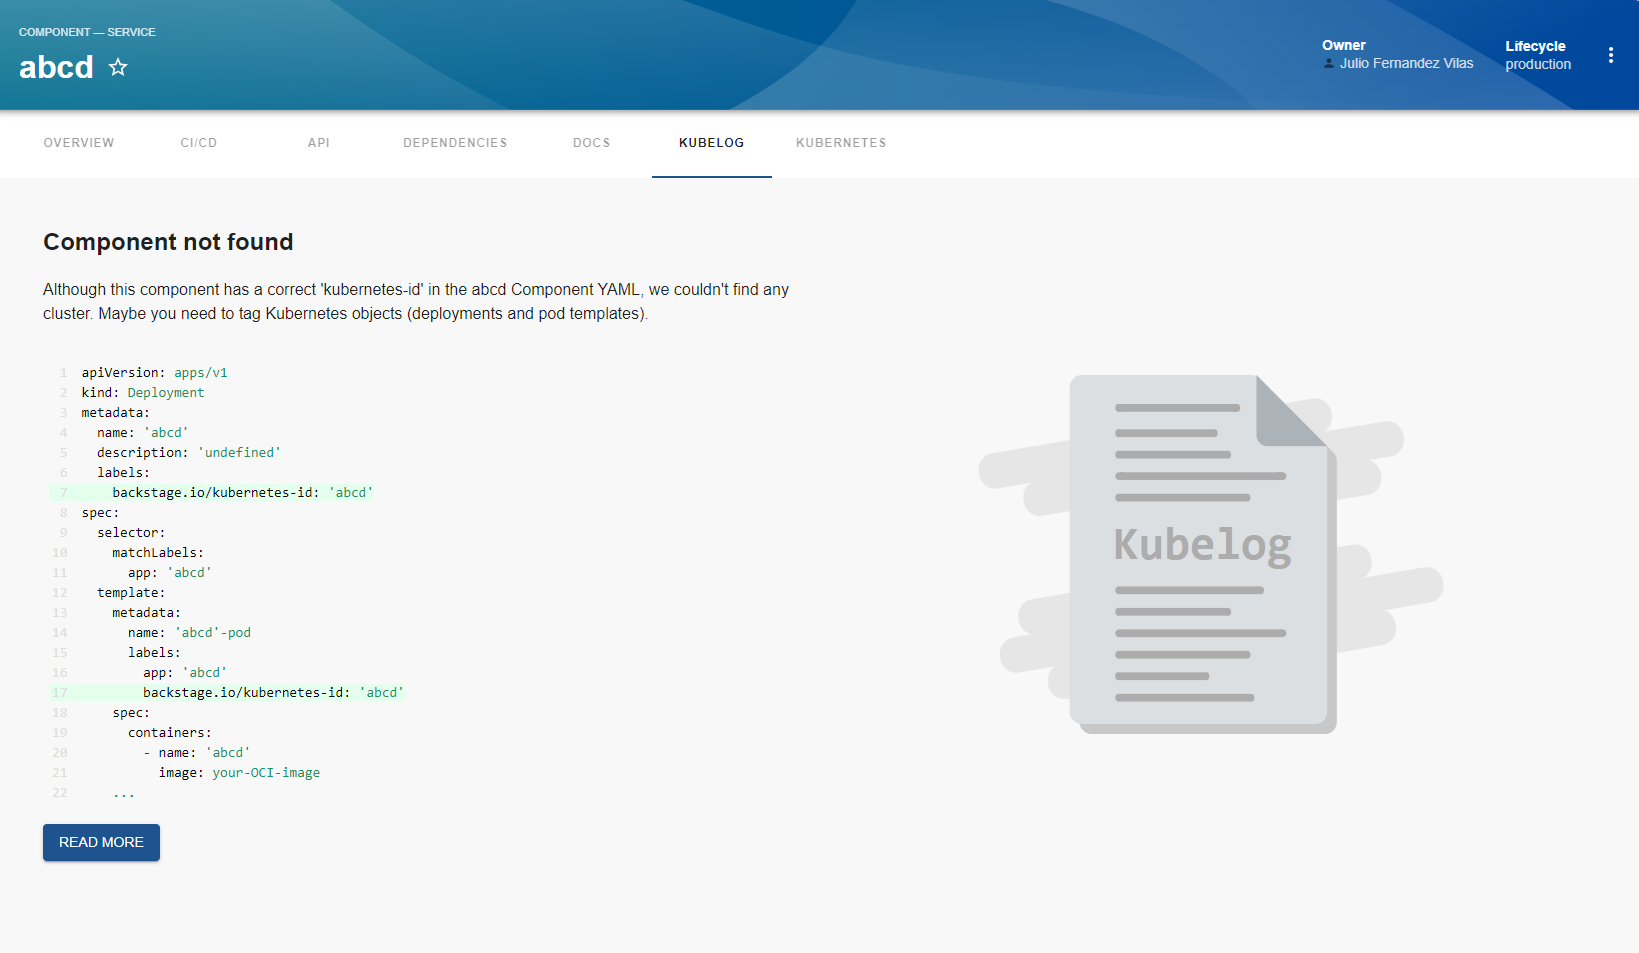 COMPONENT — SERVICE
abcd
Owner
Julio Fernandez Vilas
Lifecycle
production
OVERVIEW
CI/CD
API
DEPENDENCIES
DOCS
KUBELOG
KUBERNETES
Component not found
Although this component has a correct 'kubernetes-id' in the abcd Component YAML, we couldn't find any
cluster. Maybe you need to tag Kubernetes objects (deployments and pod templates).
1 apiVersion: apps/v1
2 kind: Deployment
3 metadata:
4   name: 'abcd'
5   description: 'undefined'
6   labels:
7     backstage.io/kubernetes-id: 'abcd'
8 spec:
9   selector:
10     matchLabels:
11       app: 'abcd'
12   template:
13     metadata:
14       name: 'abcd'-pod
15       labels:
16         app: 'abcd'
17         backstage.io/kubernetes-id: 'abcd'
18     spec:
19       containers:
20         - name: 'abcd'
21           image: your-OCI-image
22     ...
Kubelog
READ MORE